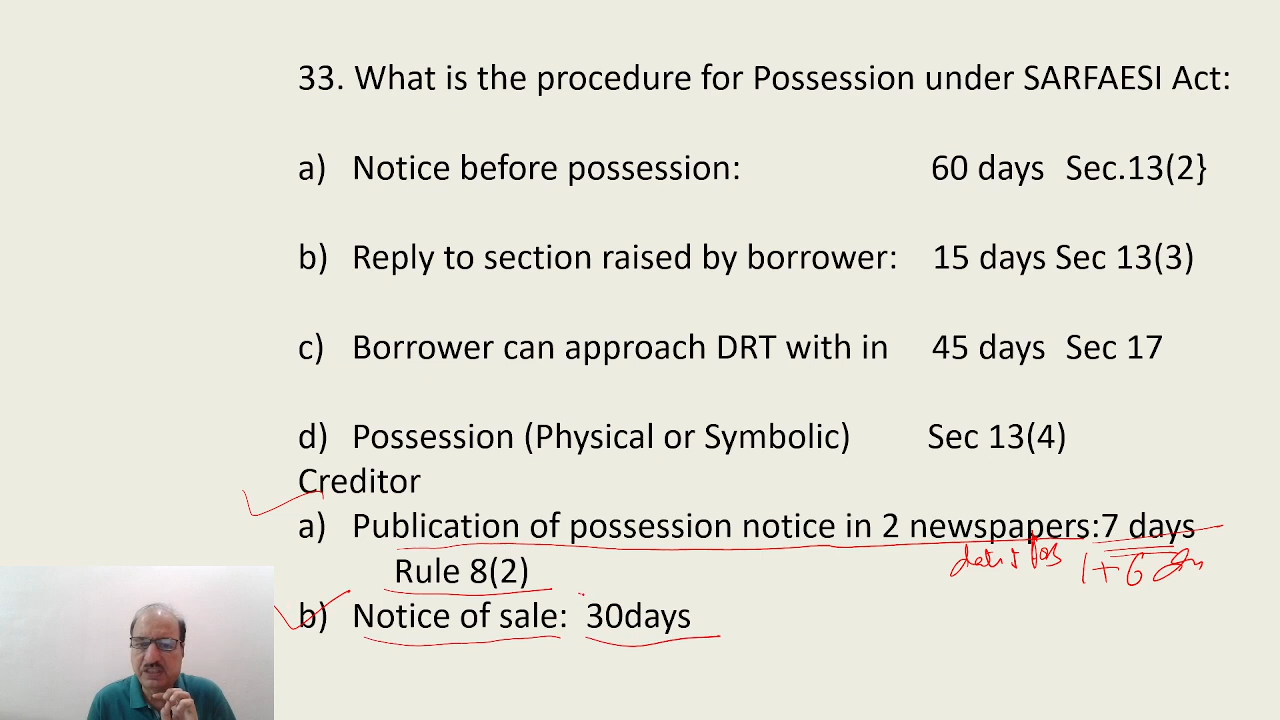 33. What is the procedure for Possession under SARFAESI Act:
a) Notice before possession: 60 days Sec.13(2}
b) Reply to section raised by borrower: 15 days Sec 13(3)
c) Borrower can approach DRT with in 45 days Sec 17
d) Possession (Physical or Symbolic) Sec 13(4)
Creditor
a) Publication of possession notice in 2 newspapers:7 days
1+6
Rule 8(2)
b) Notice of sale: 30days